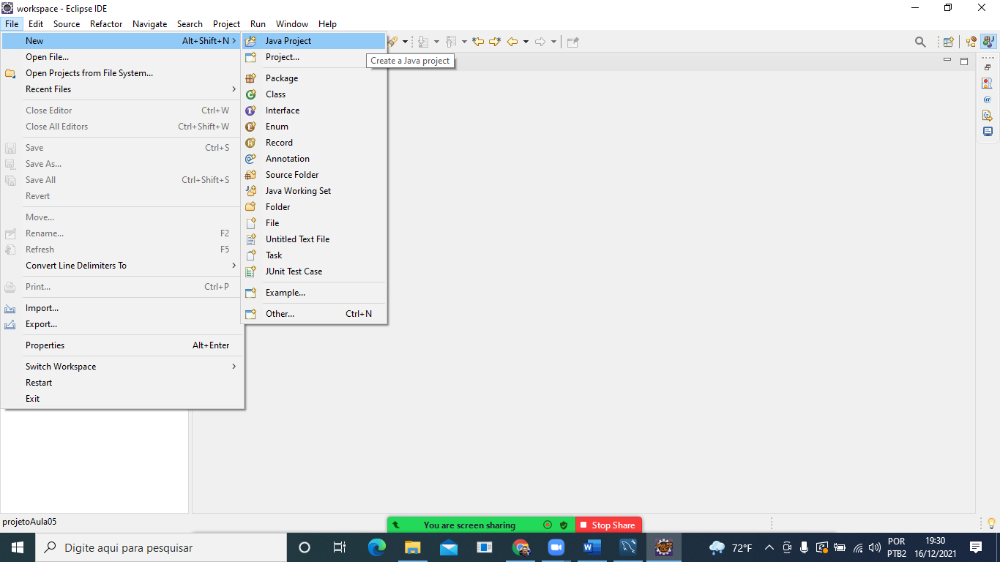 workspace - Eclipse IDE
File Edit Source Refactor Navigate Search Project Run Window Help
New Alt+Shift+N
Open File...
Open Projects from File System...
Recent Files
Close Editor Ctrl+W
Close All Editors Ctrl+Shift+W
Save Ctrl+S
Save As...
Save All Ctrl+Shift+S
Revert
Move...
Rename... F2
Refresh F5
Convert Line Delimiters To
Print... Ctrl+P
Import...
Export...
Properties Alt+Enter
Switch Workspace
Restart
Exit
Java Project
Project...
Create a Java project
Package
Class
Interface
Enum
Record
Annotation
Source Folder
Java Working Set
Folder
File
Untitled Text File
Task
JUnit Test Case
Example...
Other... Ctrl+N
projetoAula05
You are screen sharing
Stop Share
Digite aqui para pesquisar
72°F
POR
PTB2
19:30
16/12/2021